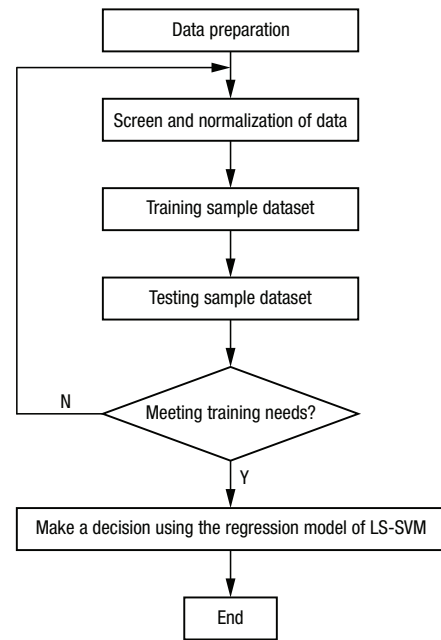 Data preparation
Screen and normalization of data
Training sample dataset
Testing sample dataset
Meeting training needs?
N
Y
Make a decision using the regression model of LS-SVM
End